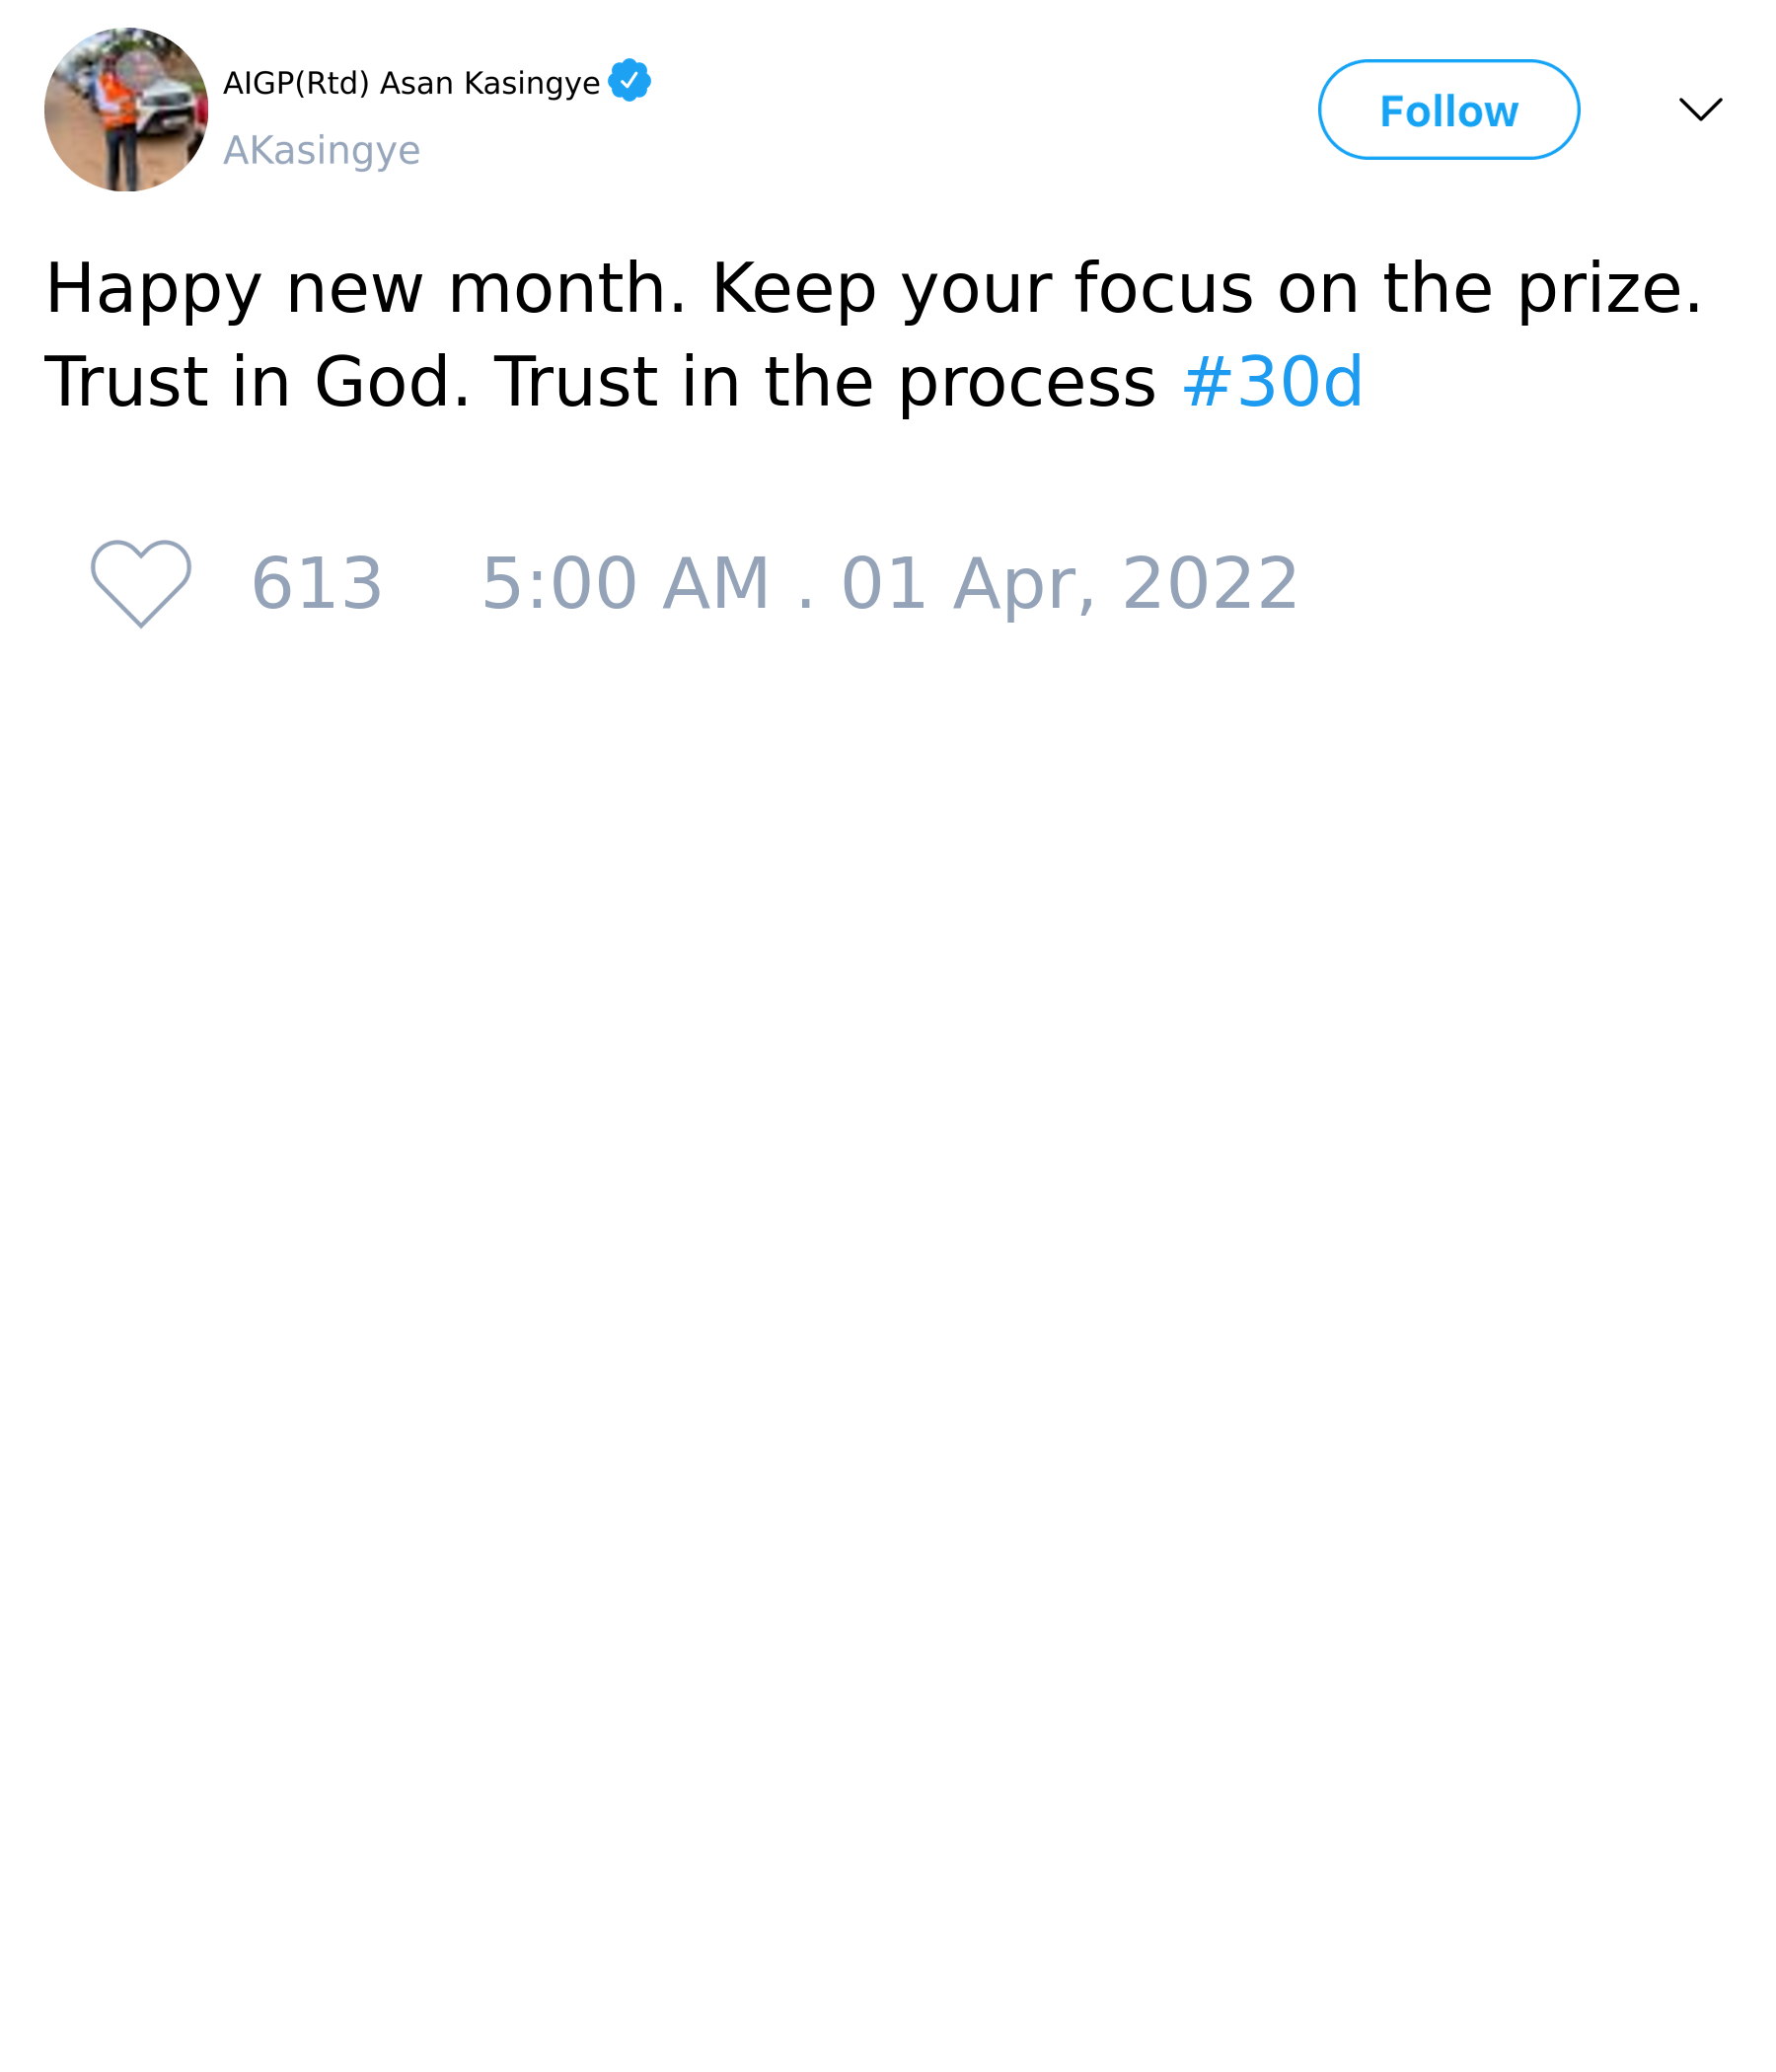 AIGP(Rtd) Asan Kasingye
AKasingye
Follow
Happy new month. Keep your focus on the prize.
Trust in God. Trust in the process #30d
613 5:00 AM . 01 Apr, 2022